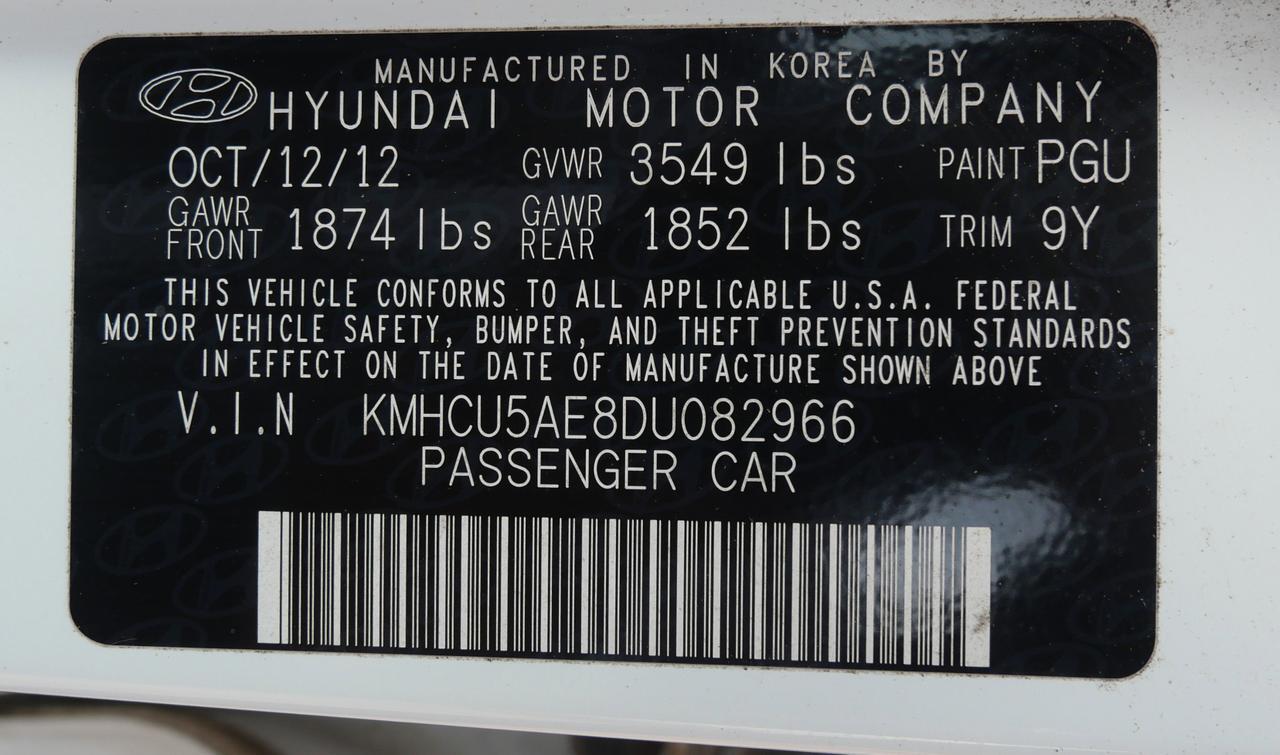 MANUFACTURED IN KOREA BY
HYUNDAI MOTOR COMPANY
OCT/12/12 GVWR 3549 lbs PAINT PGU
GAWR FRONT 1874 lbs GAWR REAR 1852 lbs TRIM 9Y
THIS VEHICLE CONFORMS TO ALL APPLICABLE U.S.A. FEDERAL
MOTOR VEHICLE SAFETY, BUMPER, AND THEFT PREVENTION STANDARDS
IN EFFECT ON THE DATE OF MANUFACTURE SHOWN ABOVE
V.I.N KMHCU5AE8DU082966
PASSENGER CAR